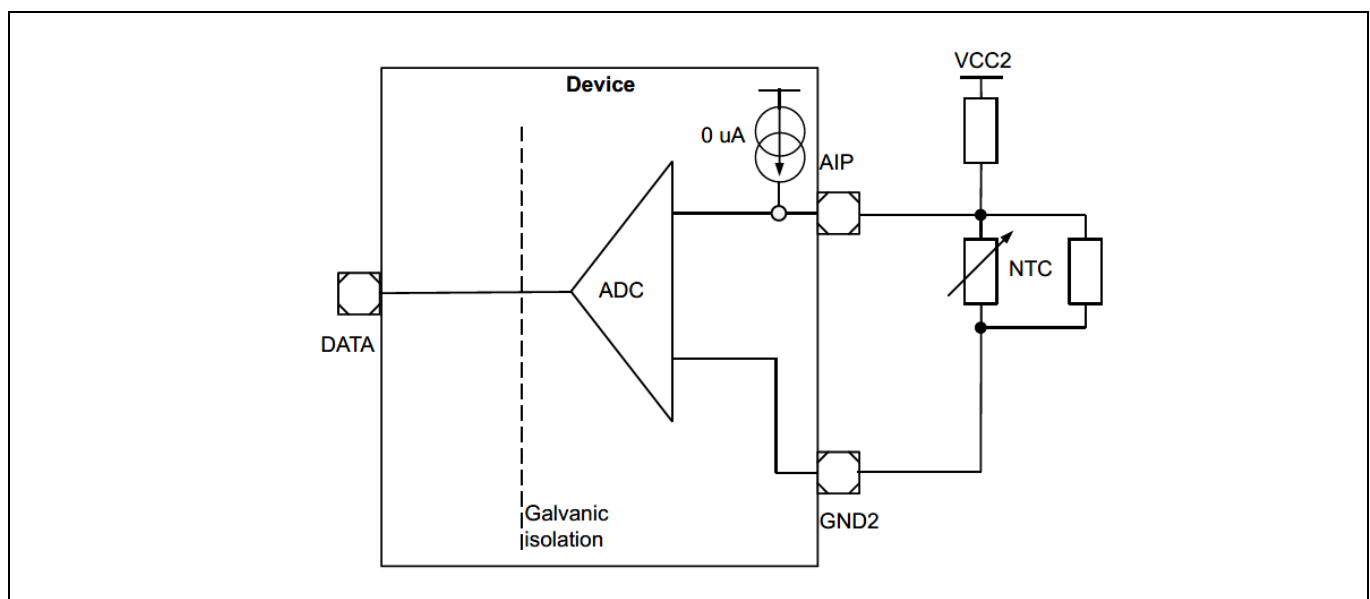 VCC2
Device
0 uA
AIP
NTC
ADC
DATA
Galvanic
isolation
GND2